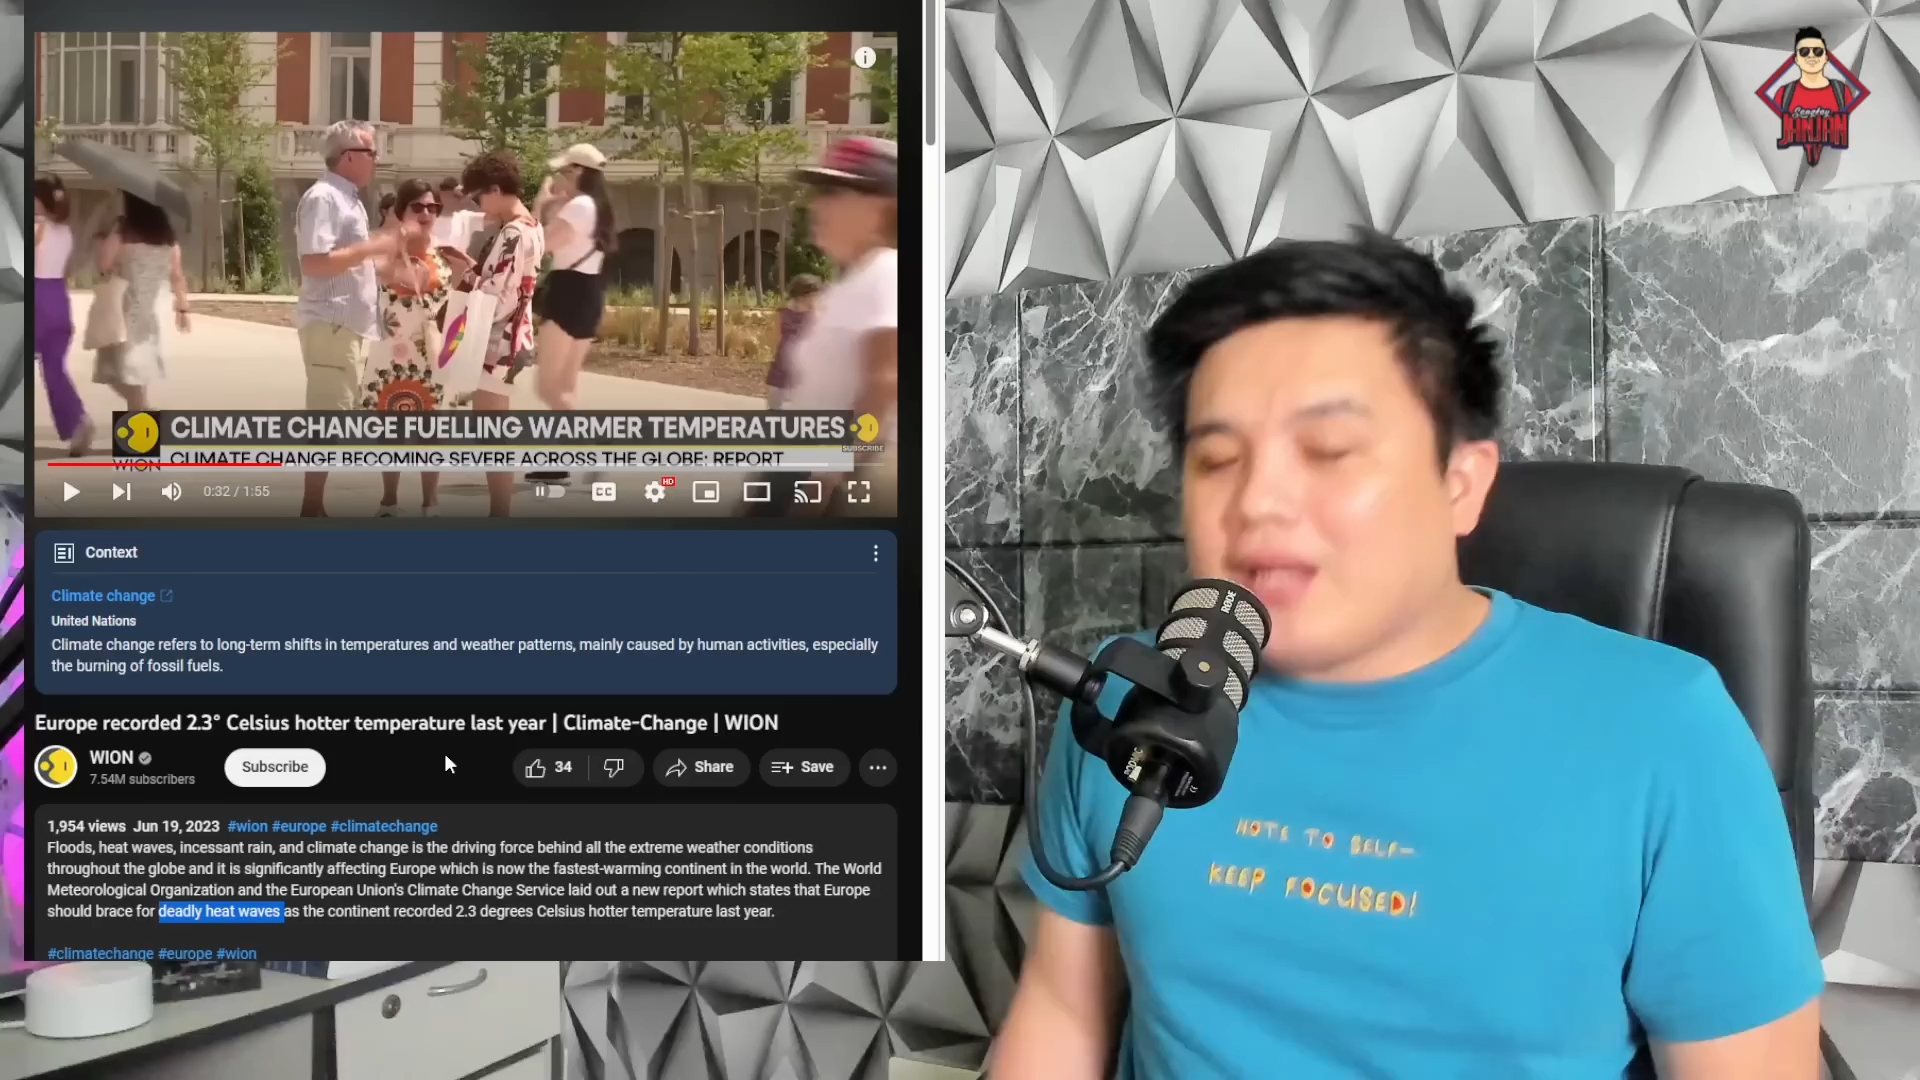 CLIMATE CHANGE FUELLING WARMER TEMPERATURES
SUBSCRIBE
WION CLIMATE CHANGE BECOMING SEVERE ACROSS THE GLOBE: REPORT
0:32 / 1:55
CC
HD
Context
Climate change
United Nations
Climate change refers to long-term shifts in temperatures and weather patterns, mainly caused by human activities, especially
the burning of fossil fuels.
Europe recorded 2.3° Celsius hotter temperature last year | Climate-Change | WION
WION
7.54M subscribers
Subscribe
34
Share
Save
1,954 views Jun 19, 2023 #wion #europe #climatechange
Floods, heat waves, incessant rain, and climate change is the driving force behind all the extreme weather conditions
throughout the globe and it is significantly affecting Europe which is now the fastest-warming continent in the world. The World
Meteorological Organization and the European Union's Climate Change Service laid out a new report which states that Europe
should brace for deadly heat waves as the continent recorded 2.3 degrees Celsius hotter temperature last year.
#climatechange #europe #wion
Sangkay
JANJAN
TV
RØDE
NOTE TO SELF—
KEEP FOCUSED!